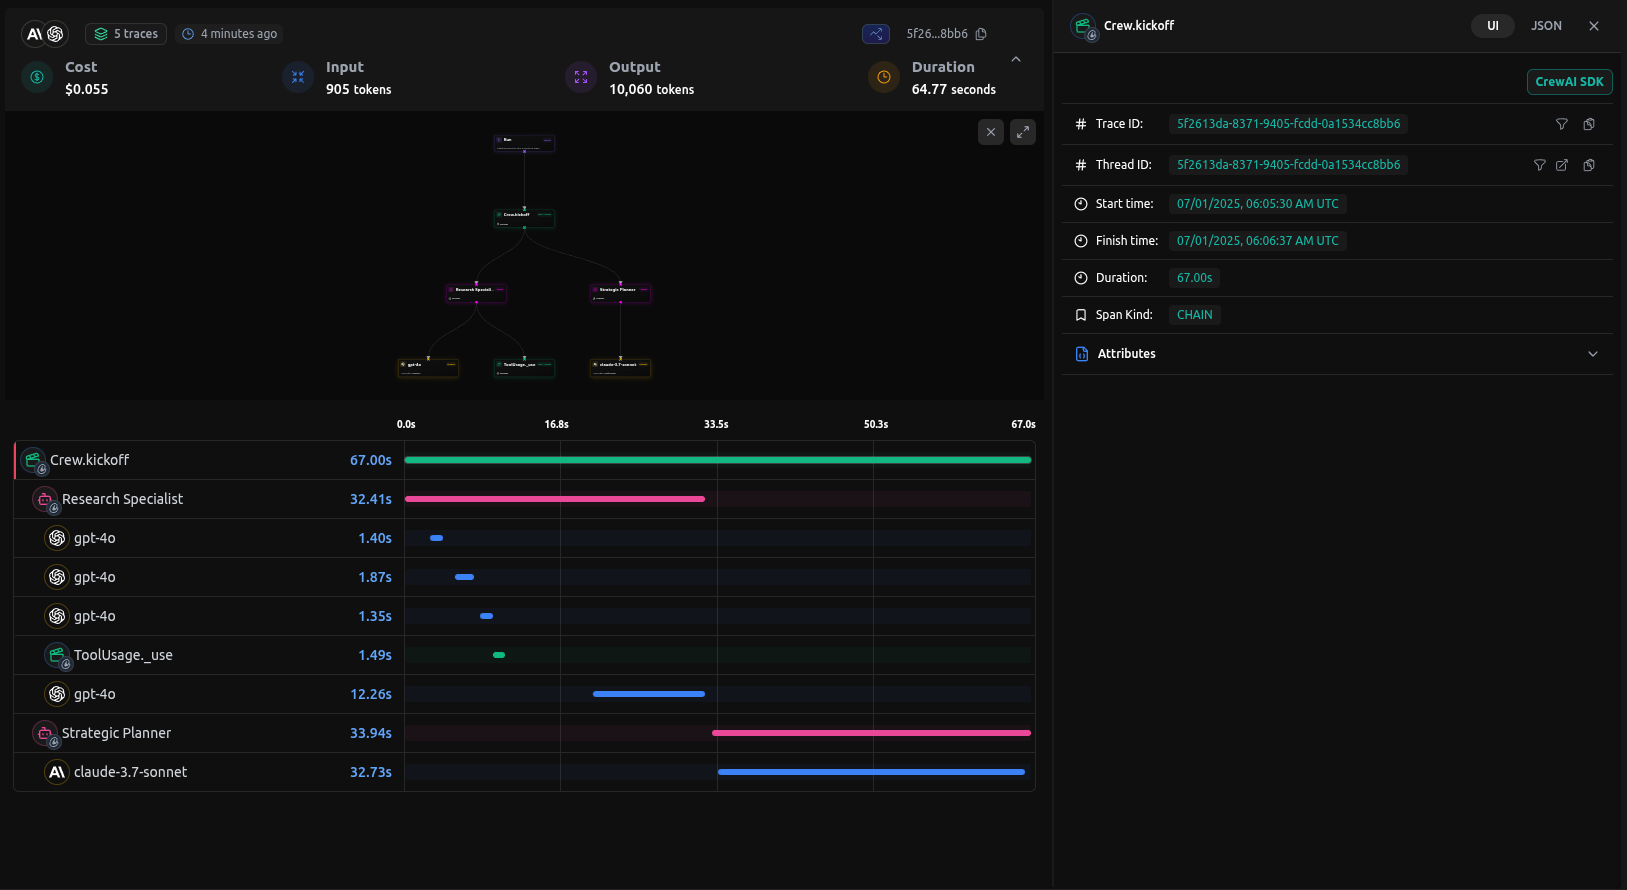 5 traces
4 minutes ago
5f26...8bb6
Cost
$0.055
Input
905 tokens
Output
10,060 tokens
Duration
64.77 seconds
Run
Crew.kickoff
Research Speciali...
Strategic Planner
gpt-4o
ToolUsage._use
claude-3.7-sonnet
0.0s
16.8s
33.5s
50.3s
67.0s
Crew.kickoff 67.00s
Research Specialist 32.41s
gpt-4o 1.40s
gpt-4o 1.87s
gpt-4o 1.35s
ToolUsage._use 1.49s
gpt-4o 12.26s
Strategic Planner 33.94s
claude-3.7-sonnet 32.73s
Crew.kickoff
UI
JSON
CrewAI SDK
Trace ID: 5f2613da-8371-9405-fcdd-0a1534cc8bb6
Thread ID: 5f2613da-8371-9405-fcdd-0a1534cc8bb6
Start time: 07/01/2025, 06:05:30 AM UTC
Finish time: 07/01/2025, 06:06:37 AM UTC
Duration: 67.00s
Span Kind: CHAIN
Attributes